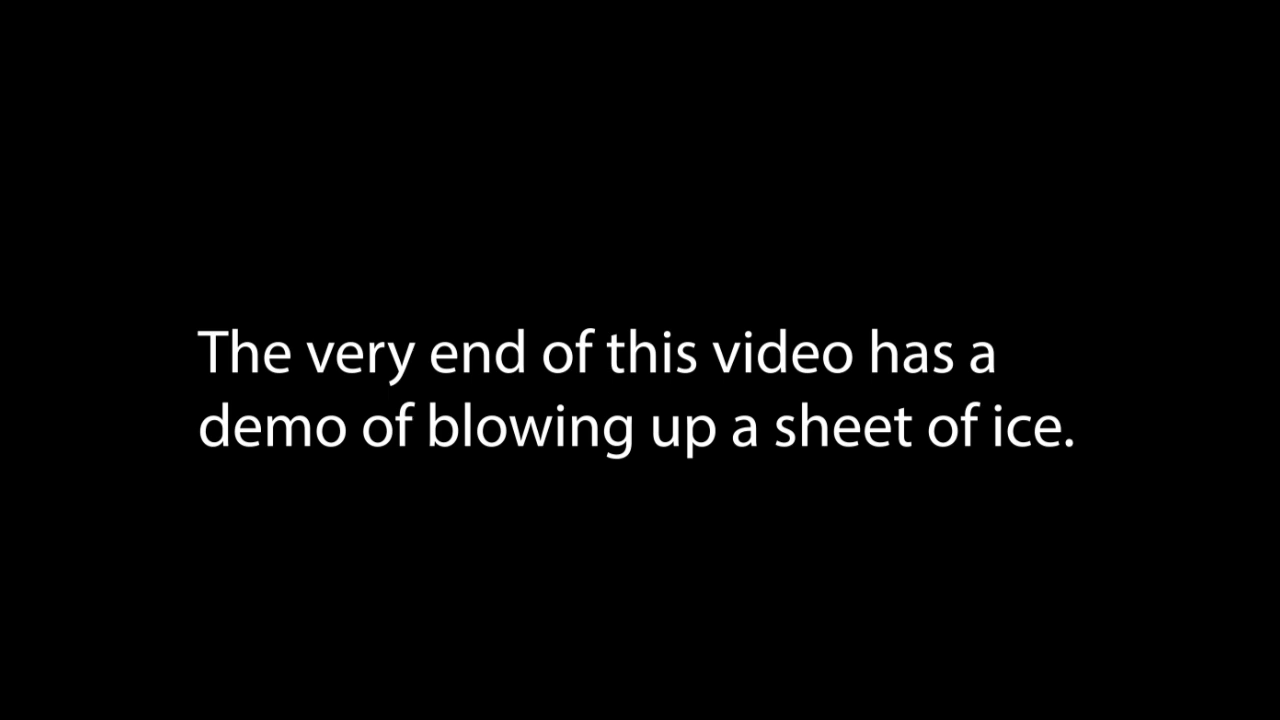 The very end of this video has a
demo of blowing up a sheet of ice.